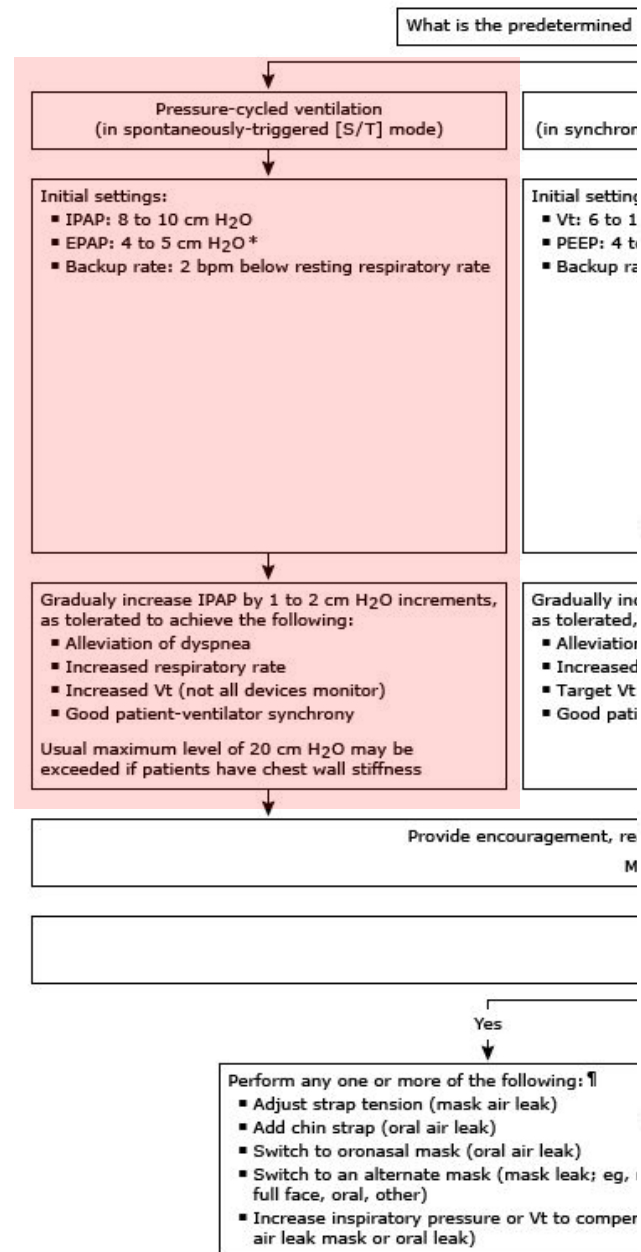 What is the predetermined
Pressure-cycled ventilation
(in spontaneously-triggered [S/T] mode)
Initial settings:
▪ IPAP: 8 to 10 cm H2O
▪ EPAP: 4 to 5 cm H2O*
▪ Backup rate: 2 bpm below resting respiratory rate
Gradualy increase IPAP by 1 to 2 cm H2O increments,
as tolerated to achieve the following:
▪ Alleviation of dyspnea
▪ Increased respiratory rate
▪ Increased Vt (not all devices monitor)
▪ Good patient-ventilator synchrony
Usual maximum level of 20 cm H2O may be
exceeded if patients have chest wall stiffness
(in synchron
Initial setting
▪ Vt: 6 to 1
▪ PEEP: 4 t
▪ Backup ra
Gradually inc
as tolerated,
▪ Alleviation
▪ Increased
▪ Target Vt
▪ Good pati
Provide encouragement, re
M
Yes
Perform any one or more of the following:¶
▪ Adjust strap tension (mask air leak)
▪ Add chin strap (oral air leak)
▪ Switch to oronasal mask (oral air leak)
▪ Switch to an alternate mask (mask leak; eg,
full face, oral, other)
▪ Increase inspiratory pressure or Vt to compen
air leak mask or oral leak)